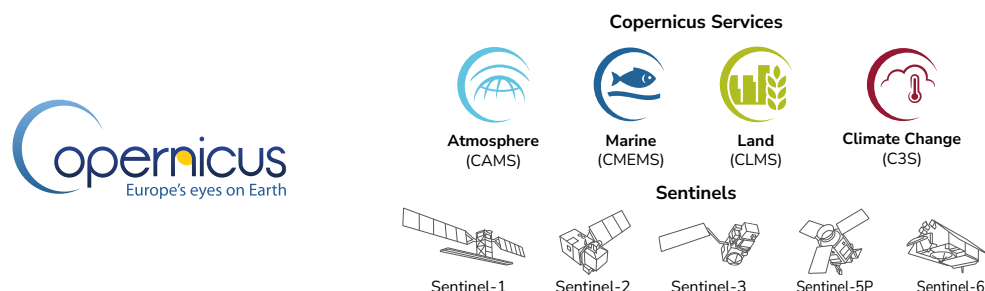 Copernicus
Europe's eyes on Earth
Copernicus Services
Atmosphere
(CAMS)
Marine
(CMEMS)
Land
(CLMS)
Climate Change
(C3S)
Sentinels
Sentinel-1
Sentinel-2
Sentinel-3
Sentinel-5P
Sentinel-6